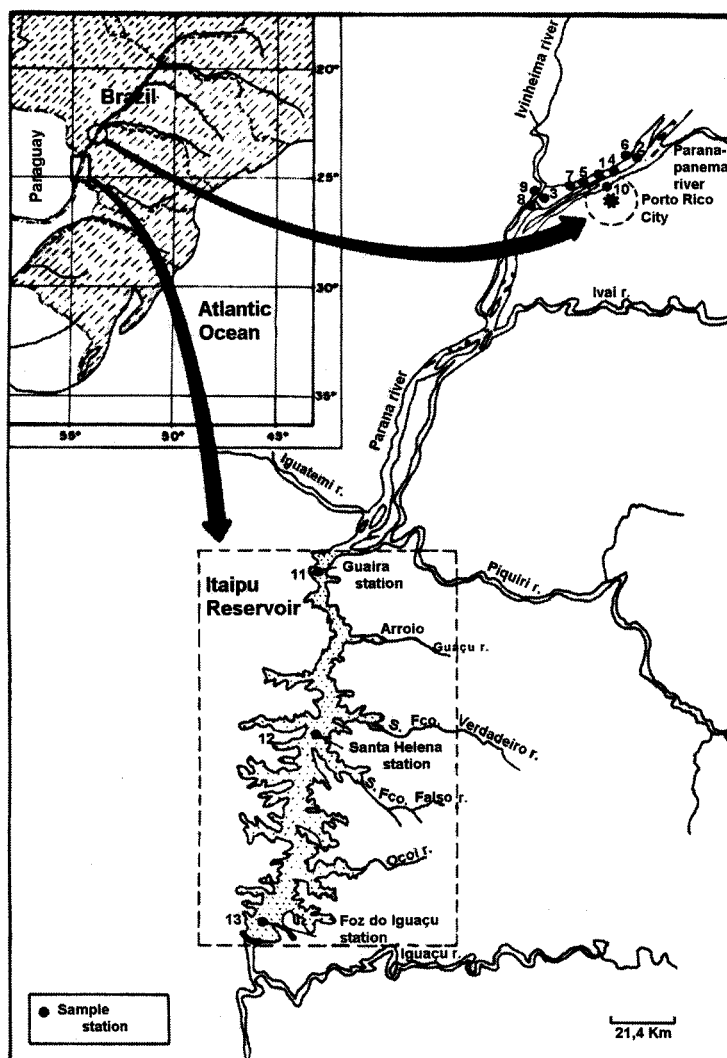 Brazil
Paraguay
Atlantic
Ocean
20°
25°
30°
35°
55°
50°
45°
Ivinheima river
6
2
14
5
7
9
3
8
10
Parana-
panema
river
Porto Rico
City
Ivai r.
Parana river
Iguatemi r.
Piquiri r.
Itaipu
Reservoir
11
Guaira
station
Arroio
Guaçu r.
S. Fco. Verdadeiro r.
12
Santa Helena
station
S. Fco. Falso r.
Ocoi r.
13
Foz do Iguaçu
station
Iguaçu r.
Sample
station
21,4 Km